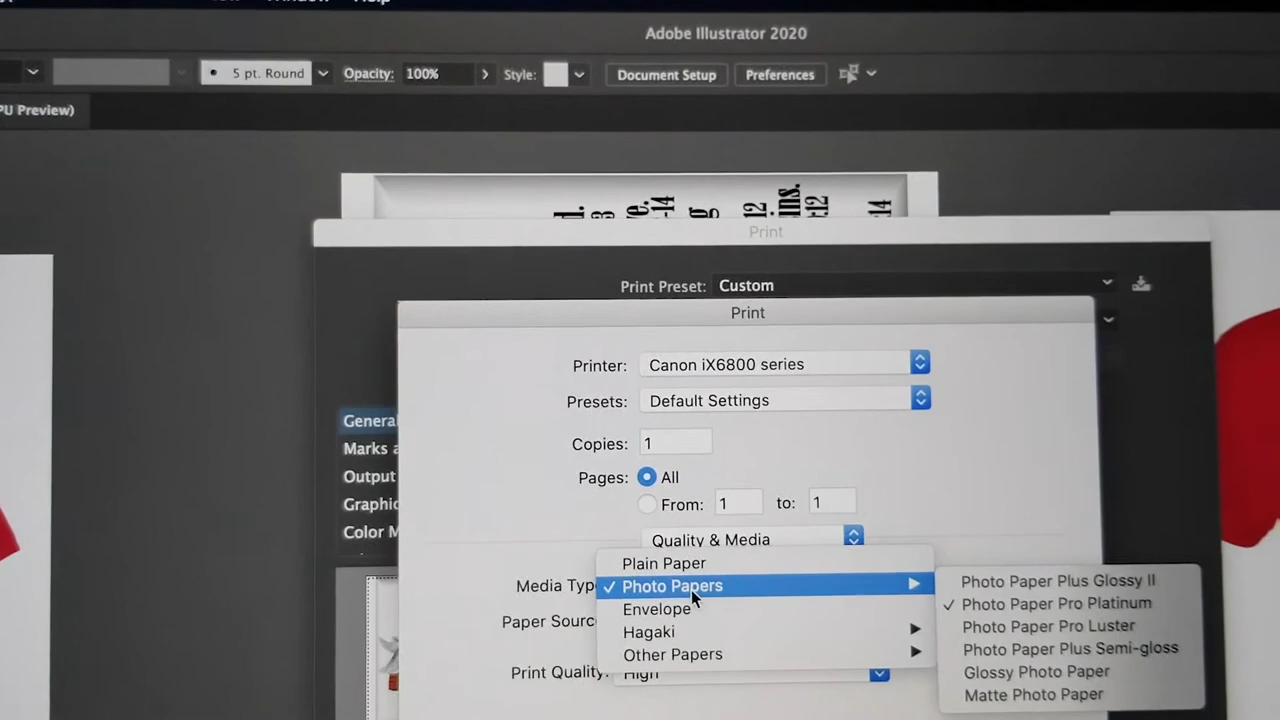 Adobe Illustrator 2020
5 pt. Round
Opacity: 100%
Style:
Document Setup
Preferences
PU Preview)
Print
Print Preset: Custom
Print
Printer: Canon iX6800 series
Presets: Default Settings
Copies: 1
Pages: All
From: 1 to: 1
Quality & Media
General
Marks a
Output
Graphic
Color M
Media Typ
Paper Sourc
Print Quality: High
Plain Paper
Photo Papers
Envelope
Hagaki
Other Papers
Photo Paper Plus Glossy II
Photo Paper Pro Platinum
Photo Paper Pro Luster
Photo Paper Plus Semi-gloss
Glossy Photo Paper
Matte Photo Paper